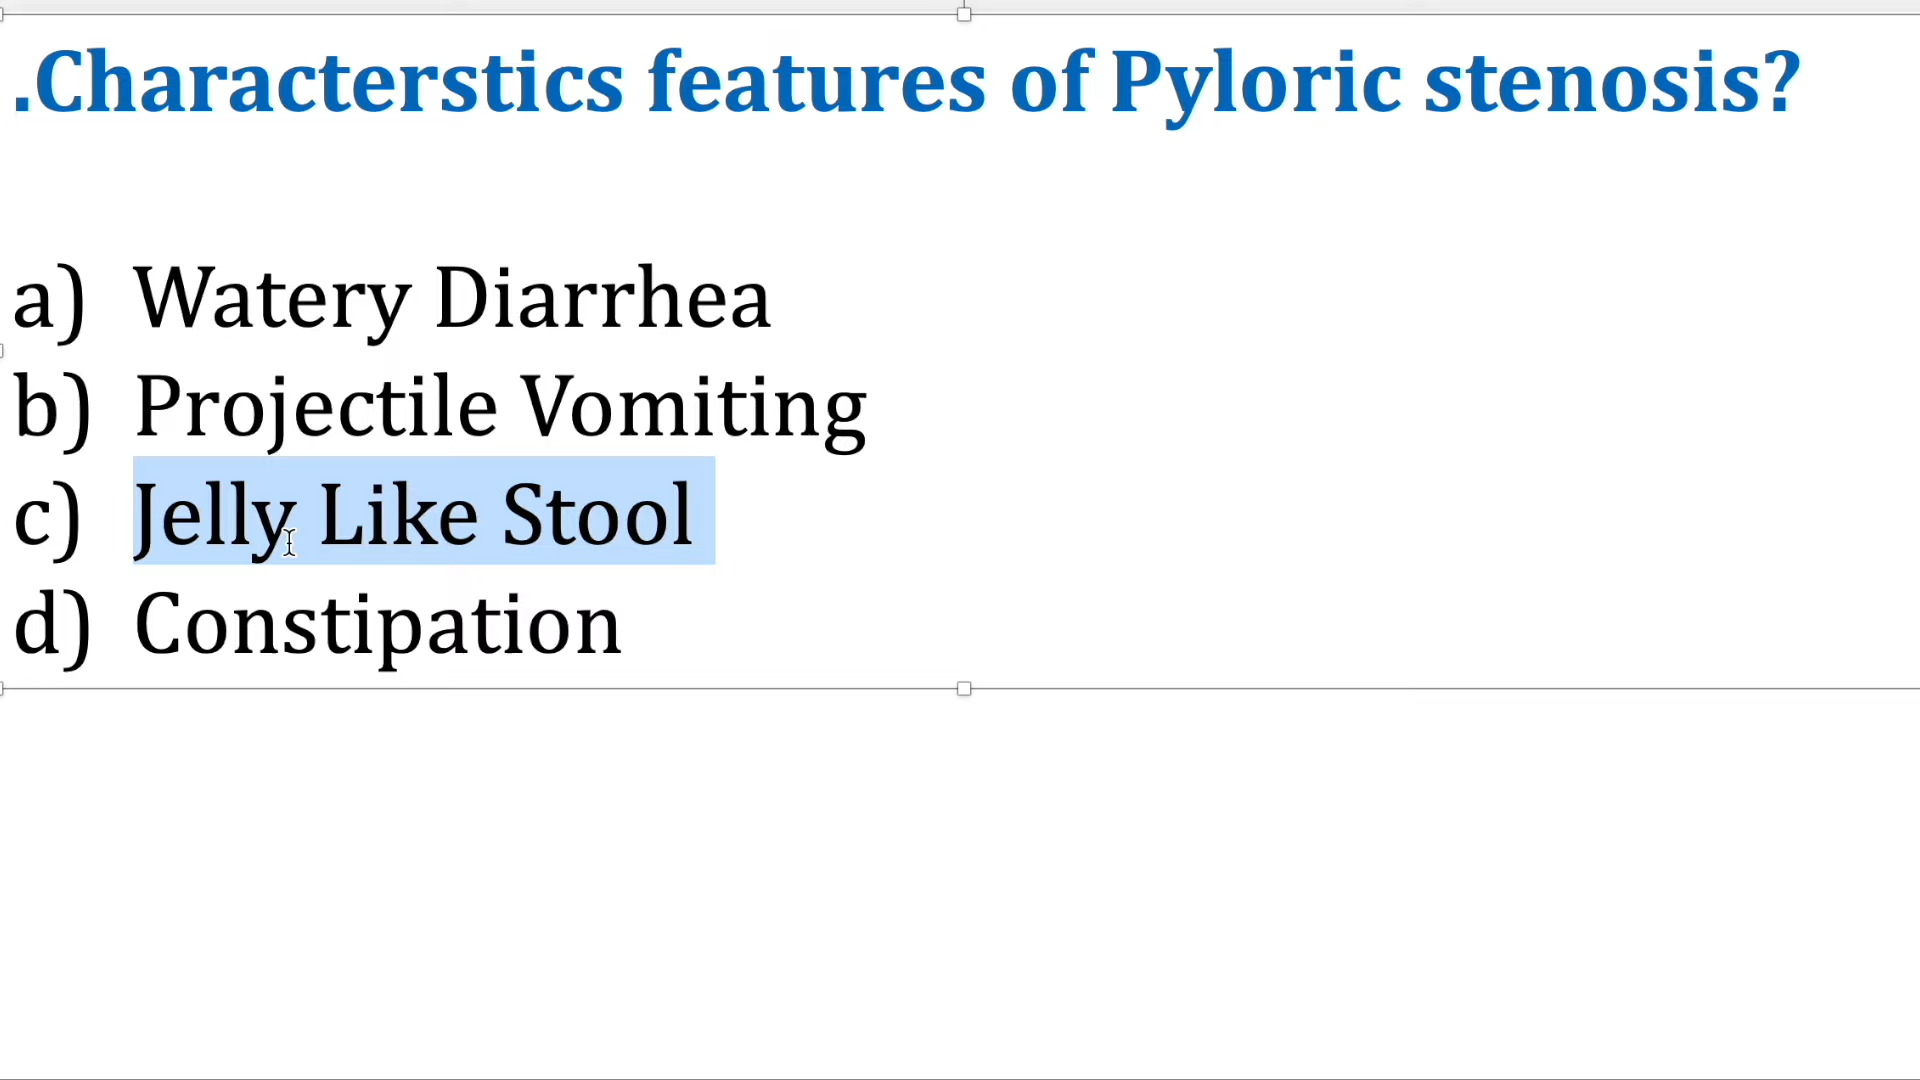 .Characterstics features of Pyloric stenosis?
a) Watery Diarrhea
b) Projectile Vomiting
c) Jelly Like Stool
d) Constipation